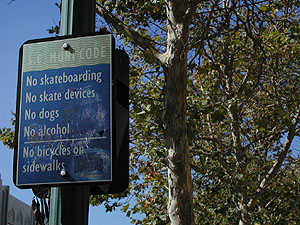 S.C. MUNI CODE
No skateboarding
No skate devices
No dogs
No alcohol
No bicycles on
sidewalks